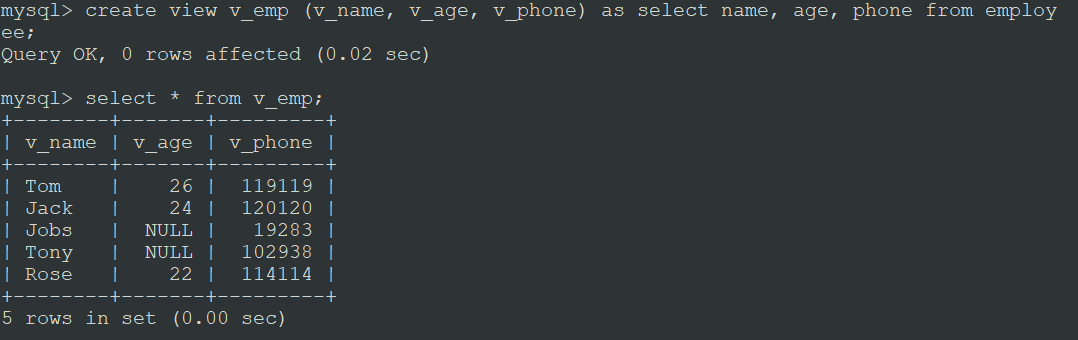 mysql> create view v_emp (v_name, v_age, v_phone) as select name, age, phone from employ
ee;
Query OK, 0 rows affected (0.02 sec)
mysql> select * from v_emp;
+--------+-------+---------+
| v_name | v_age | v_phone |
+--------+-------+---------+
| Tom    |    26 |  119119 |
| Jack   |    24 |  120120 |
| Jobs   |  NULL |   19283 |
| Tony   |  NULL |  102938 |
| Rose   |    22 |  114114 |
+--------+-------+---------+
5 rows in set (0.00 sec)